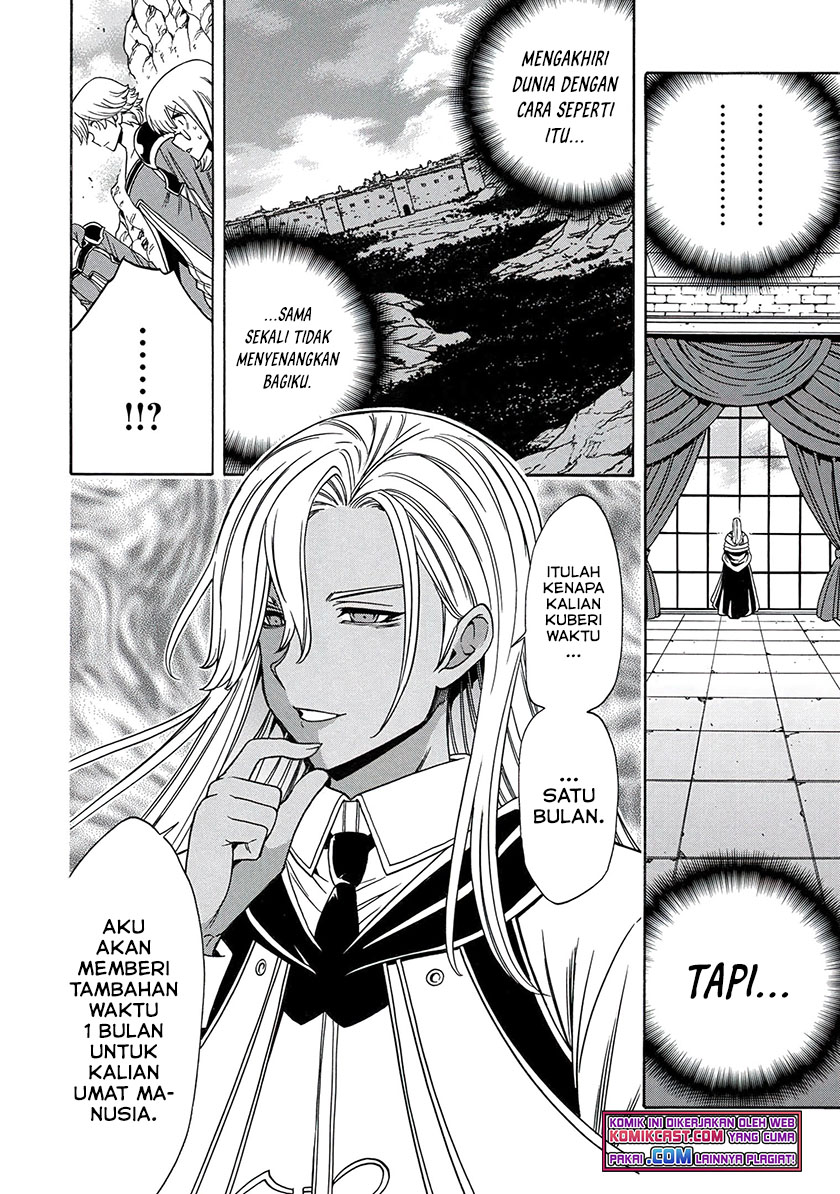 ......
......
TAPI...
MENGAKHIRI
DUNIA DENGAN
CARA SEPERTI
ITU...
...SAMA
SEKALI TIDAK
MENYENANGKAN
BAGIKU.
......
!!?
ITULAH
KENAPA
KALIAN
KUBERI
WAKTU
...
...
SATU
BULAN.
AKU
AKAN
MEMBERI
TAMBAHAN
WAKTU
1 BULAN
UNTUK
KALIAN
UMAT MA-
NUSIA.
KOMIK INI DIKERJAKAN OLEH WEB
KOMIKCAST.COM YANG CUMA
PAKAI .COM LAINNYA PLAGIAT!